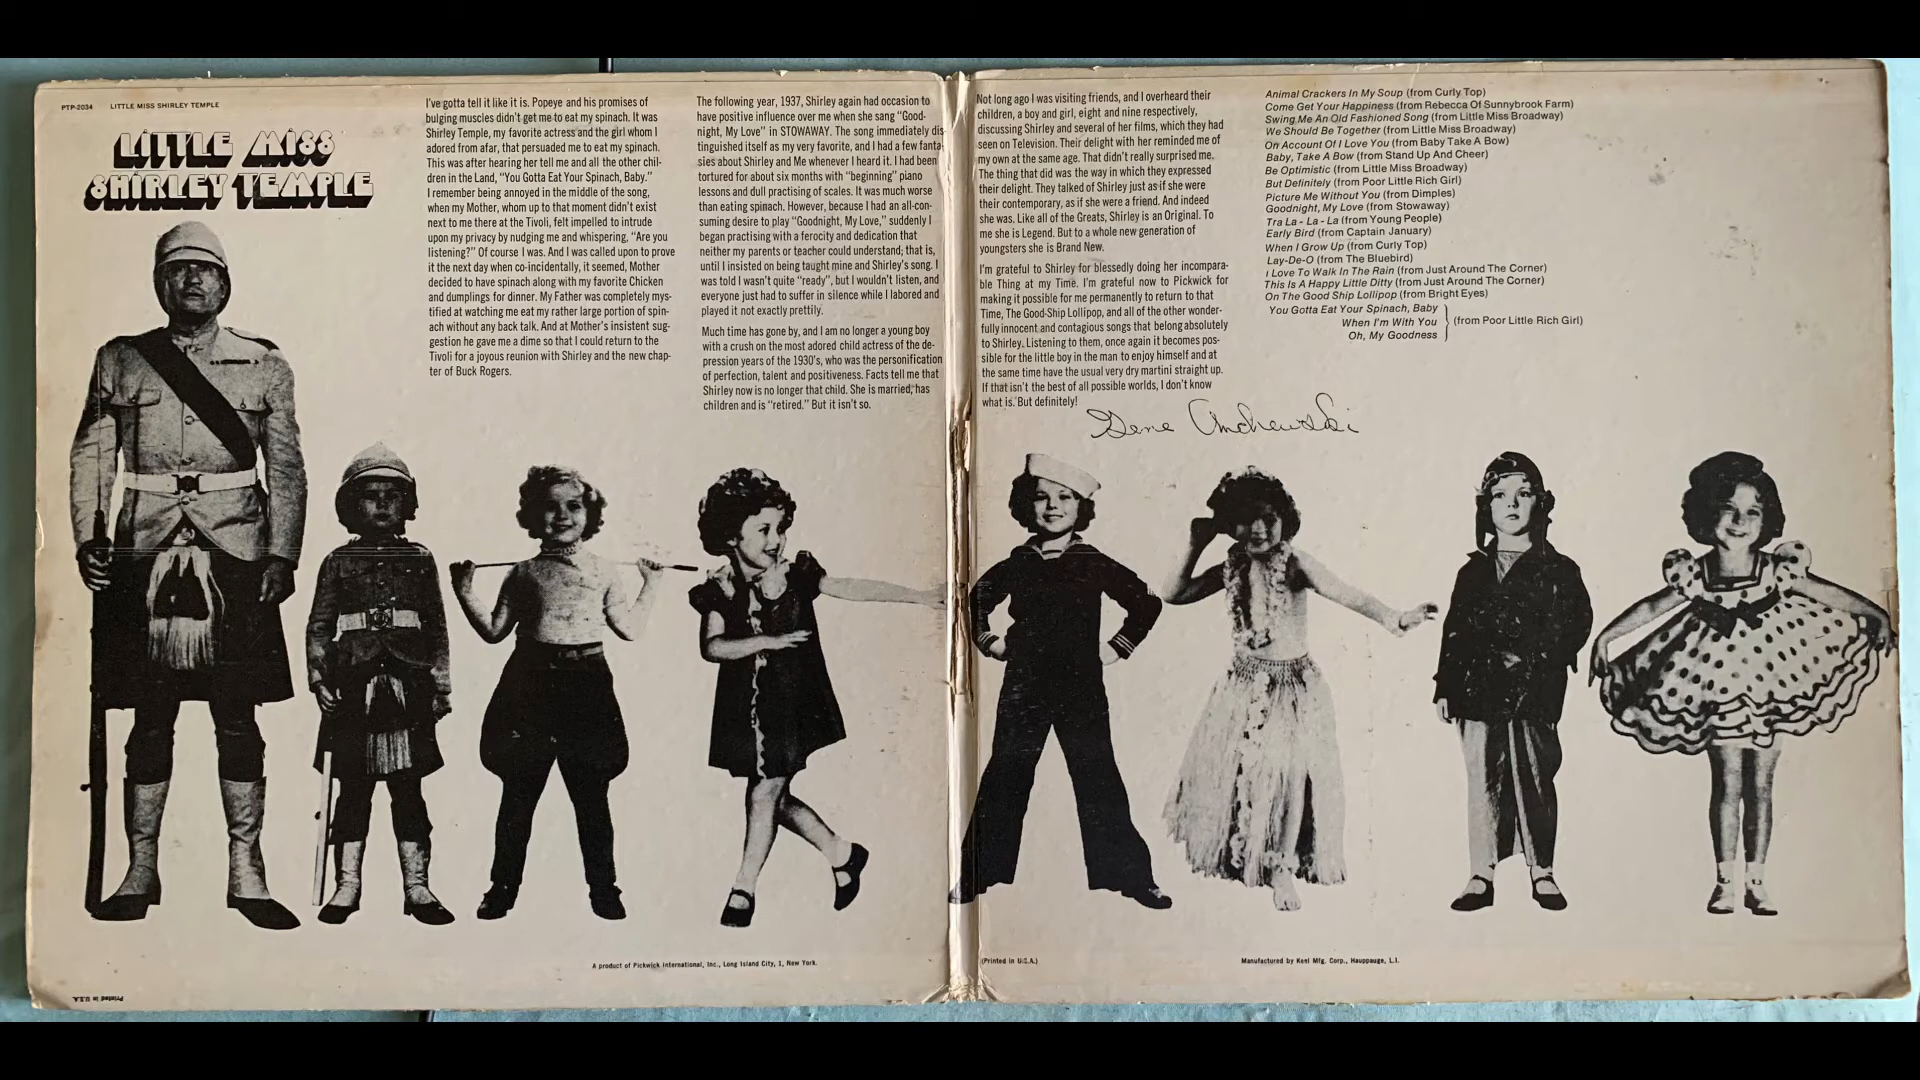 PTP-2034 LITTLE MISS SHIRLEY TEMPLE
LITTLE MISS
SHIRLEY TEMPLE
I've gotta tell it like it is. Popeye and his promises of
bulging muscles didn't get me to eat my spinach. It was
Shirley Temple, my favorite actress and the girl whom I
adored from afar, that persuaded me to eat my spinach.
This was after hearing her tell me and all the other chil-
dren in the Land, "You Gotta Eat Your Spinach, Baby."
I remember being annoyed in the middle of the song,
when my Mother, whom up to that moment didn't exist
next to me there at the Tivoli, felt impelled to intrude
upon my privacy by nudging me and whispering, "Are you
listening?" Of course I was. And I was called upon to prove
it the next day when co-incidentally, it seemed, Mother
decided to have spinach along with my favorite Chicken
and dumplings for dinner. My Father was completely mys-
tified at watching me eat my rather large portion of spin-
ach without any back talk. And at Mother's insistent sug-
gestion he gave me a dime so that I could return to the
Tivoli for a joyous reunion with Shirley and the new chap-
ter of Buck Rogers.
The following year, 1937, Shirley again had occasion to
have positive influence over me when she sang "Good-
night, My Love" in STOWAWAY. The song immediately dis-
tinguished itself as my very favorite, and I had a few fanta-
sies about Shirley and Me whenever I heard it. I had been
tortured for about six months with "beginning" piano
lessons and dull practising of scales. It was much worse
than eating spinach. However, because I had an all-con-
suming desire to play "Goodnight, My Love," suddenly I
began practising with a ferocity and dedication that
neither my parents or teacher could understand; that is,
until I insisted on being taught mine and Shirley's song. I
was told I wasn't quite "ready", but I wouldn't listen, and
everyone just had to suffer in silence while I labored and
played it not exactly prettily.
Much time has gone by, and I am no longer a young boy
with a crush on the most adored child actress of the de-
pression years of the 1930's, who was the personification
of perfection, talent and positiveness. Facts tell me that
Shirley now is no longer that child. She is married, has
children and is "retired." But it isn't so.
Not long ago I was visiting friends, and I overheard their
children, a boy and girl, eight and nine respectively,
discussing Shirley and several of her films, which they had
seen on Television. Their delight with her reminded me of
my own at the same age. That didn't really surprised me.
The thing that did was the way in which they expressed
their delight. They talked of Shirley just as if she were
their contemporary, as if she were a friend. And indeed
she was. Like all of the Greats, Shirley is an Original. To
me she is Legend. But to a whole new generation of
youngsters she is Brand New.
I'm grateful to Shirley for blessedly doing her incompara-
ble Thing at my Time. I'm grateful now to Pickwick for
making it possible for me permanently to return to that
Time, The Good-Ship Lollipop, and all of the other wonder-
fully innocent and contagious songs that belong absolutely
to Shirley. Listening to them, once again it becomes pos-
sible for the little boy in the man to enjoy himself and at
the same time have the usual very dry martini straight up.
If that isn't the best of all possible worlds, I don't know
what is. But definitely!
Gene Andrewski
Animal Crackers In My Soup (from Curly Top)
Come Get Your Happiness (from Rebecca Of Sunnybrook Farm)
Swing Me An Old Fashioned Song (from Little Miss Broadway)
We Should Be Together (from Little Miss Broadway)
On Account Of I Love You (from Baby Take A Bow)
Baby, Take A Bow (from Stand Up And Cheer)
Be Optimistic (from Little Miss Broadway)
But Definitely (from Poor Little Rich Girl)
Picture Me Without You (from Dimples)
Goodnight, My Love (from Stowaway)
Tra La - La - La (from Young People)
Early Bird (from Captain January)
When I Grow Up (from Curly Top)
Lay-De-O (from The Bluebird)
I Love To Walk In The Rain (from Just Around The Corner)
This Is A Happy Little Ditty (from Just Around The Corner)
On The Good Ship Lollipop (from Bright Eyes)
You Gotta Eat Your Spinach, Baby
When I'm With You (from Poor Little Rich Girl)
Oh, My Goodness
A product of Pickwick International, Inc., Long Island City, 1, New York.
(Printed in U.S.A.)
Manufactured by Keel Mfg. Corp., Hauppauge, L.I.
Printed in U.S.A.